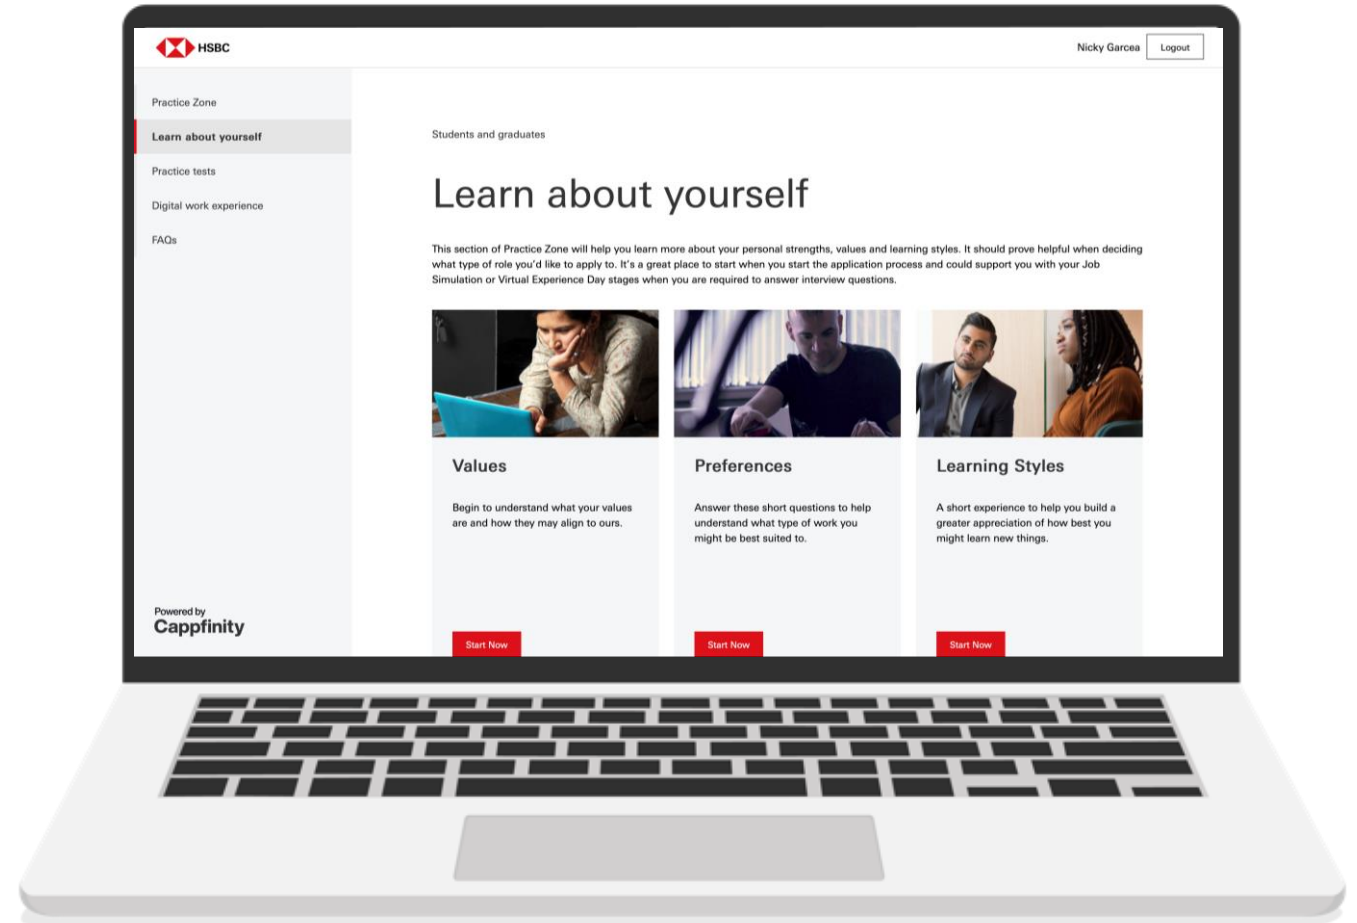 HSBC
Nicky Garcea
Logout
Practice Zone
Learn about yourself
Practice tests
Digital work experience
FAQs
Powered by
Cappfinity
Students and graduates
Learn about yourself
This section of Practice Zone will help you learn more about your personal strengths, values and learning styles. It should prove helpful when deciding
what type of role you'd like to apply to. It's a great place to start when you start the application process and could support you with your Job
Simulation or Virtual Experience Day stages when you are required to answer interview questions.
Values
Begin to understand what your values
are and how they may align to ours.
Start Now
Preferences
Answer these short questions to help
understand what type of work you
might be best suited to.
Start Now
Learning Styles
A short experience to help you build a
greater appreciation of how best you
might learn new things.
Start Now